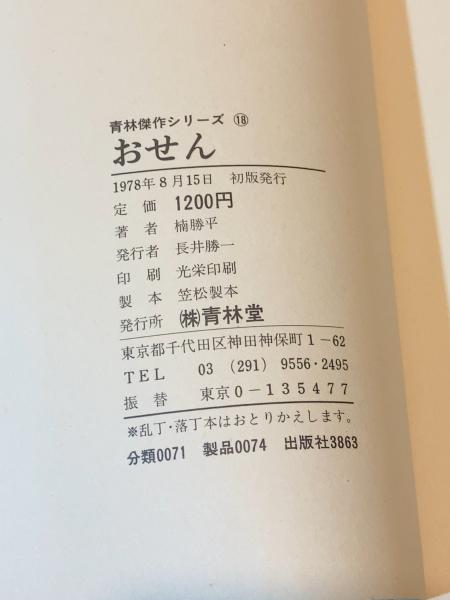 青林傑作シリーズ ⑱
おせん
1978年8月15日 初版発行
定 価 1200円
著 者 楠勝平
発行者 長井勝一
印 刷 光栄印刷
製 本 笠松製本
発行所 ㈱青林堂
東京都千代田区神田神保町1−62
TEL 03 (291) 9556・2495
振 替 東京0−135477
※乱丁・落丁本はおとりかえします。
分類0071 製品0074 出版社3863